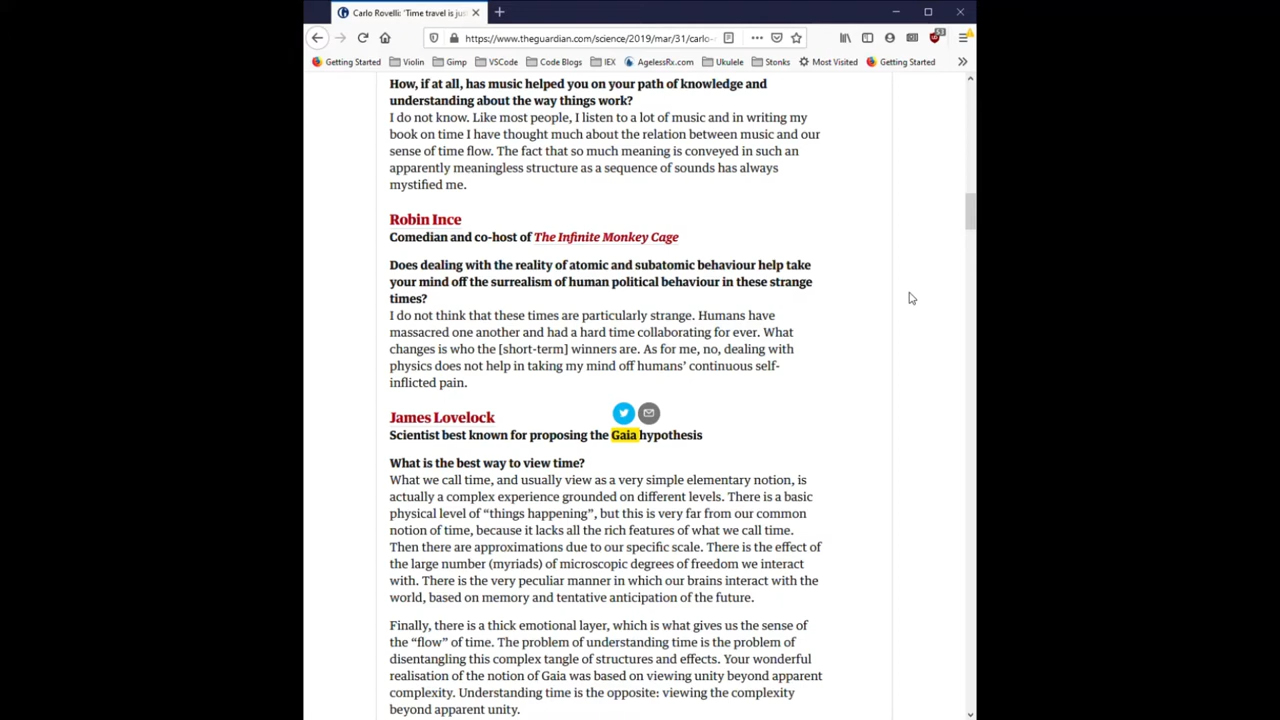 Carlo Rovelli: 'Time travel is jus
https://www.theguardian.com/science/2019/mar/31/carlo-
53
Getting Started Violin Gimp VSCode Code Blogs IEX AgelessRx.com Ukulele Stonks Most Visited Getting Started
How, if at all, has music helped you on your path of knowledge and
understanding about the way things work?
I do not know. Like most people, I listen to a lot of music and in writing my
book on time I have thought much about the relation between music and our
sense of time flow. The fact that so much meaning is conveyed in such an
apparently meaningless structure as a sequence of sounds has always
mystified me.
Robin Ince
Comedian and co-host of The Infinite Monkey Cage
Does dealing with the reality of atomic and subatomic behaviour help take
your mind off the surrealism of human political behaviour in these strange
times?
I do not think that these times are particularly strange. Humans have
massacred one another and had a hard time collaborating for ever. What
changes is who the [short-term] winners are. As for me, no, dealing with
physics does not help in taking my mind off humans' continuous self-
inflicted pain.
James Lovelock
Scientist best known for proposing the Gaia hypothesis
What is the best way to view time?
What we call time, and usually view as a very simple elementary notion, is
actually a complex experience grounded on different levels. There is a basic
physical level of "things happening", but this is very far from our common
notion of time, because it lacks all the rich features of what we call time.
Then there are approximations due to our specific scale. There is the effect of
the large number (myriads) of microscopic degrees of freedom we interact
with. There is the very peculiar manner in which our brains interact with the
world, based on memory and tentative anticipation of the future.
Finally, there is a thick emotional layer, which is what gives us the sense of
the "flow" of time. The problem of understanding time is the problem of
disentangling this complex tangle of structures and effects. Your wonderful
realisation of the notion of Gaia was based on viewing unity beyond apparent
complexity. Understanding time is the opposite: viewing the complexity
beyond apparent unity.